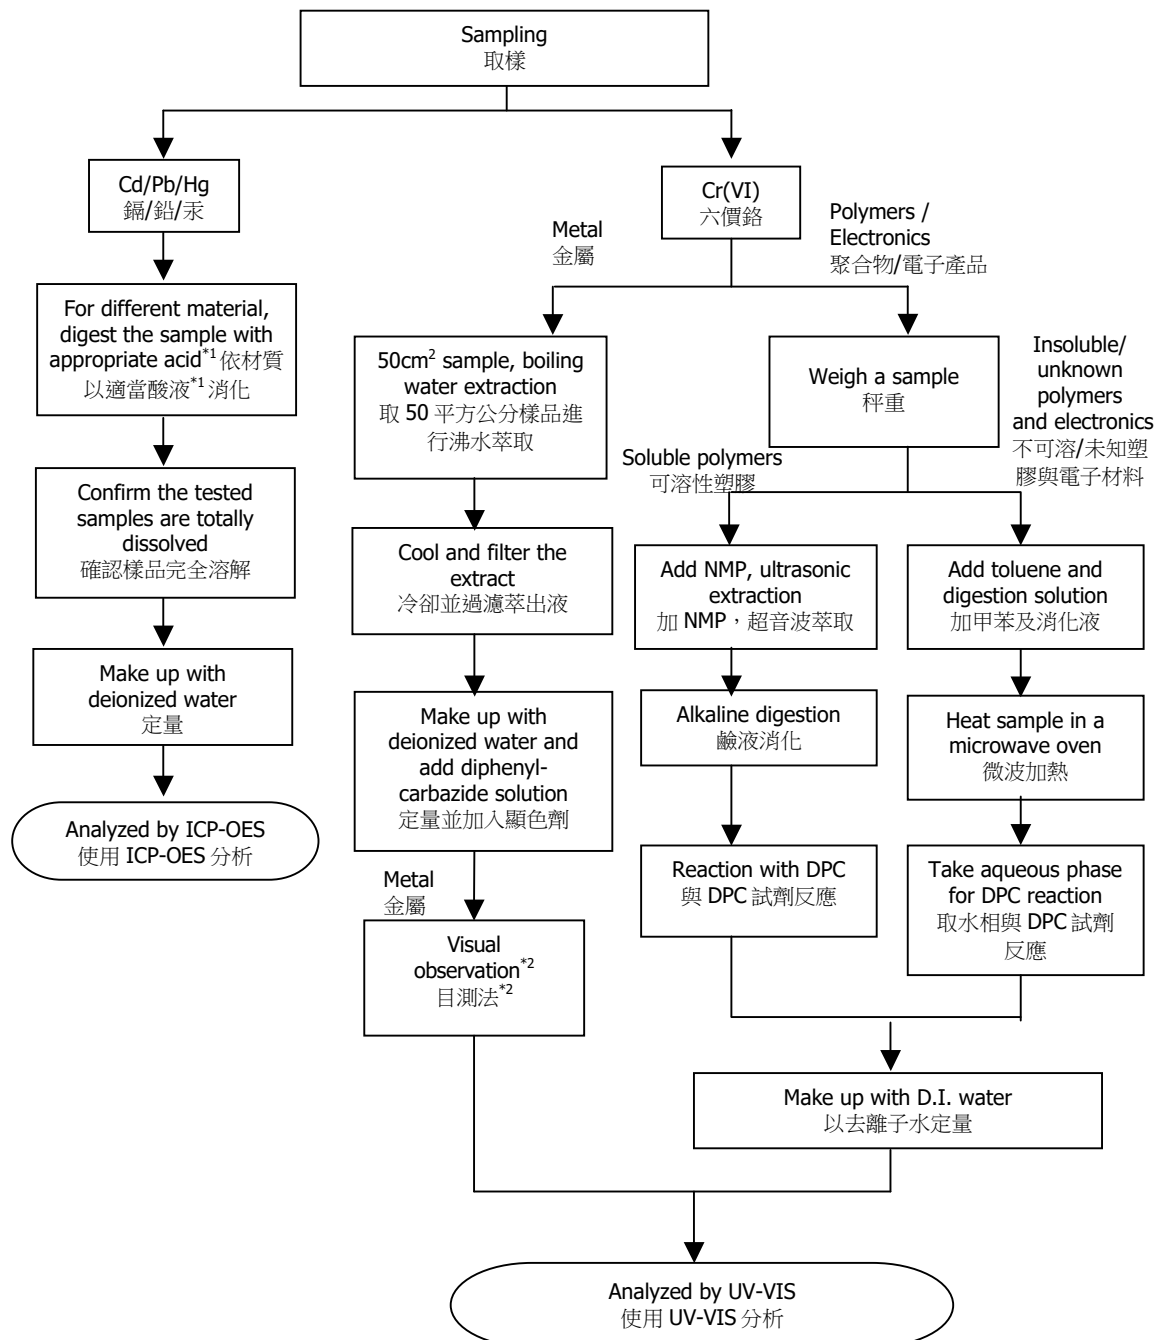 Sampling
取樣
Cd/Pb/Hg
鎘/鉛/汞
Cr(VI)
六價鉻
Metal
金屬
Polymers /
Electronics
聚合物/電子產品
For different material,
digest the sample with
appropriate acid*1 依材質
以適當酸液*1 消化
50cm2 sample, boiling
water extraction
取 50 平方公分樣品進
行沸水萃取
Weigh a sample
秤重
Insoluble/
unknown
polymers
and electronics
不可溶/未知塑
膠與電子材料
Soluble polymers
可溶性塑膠
Confirm the tested
samples are totally
dissolved
確認樣品完全溶解
Cool and filter the
extract
冷卻並過濾萃出液
Add NMP, ultrasonic
extraction
加 NMP，超音波萃取
Add toluene and
digestion solution
加甲苯及消化液
Make up with
deionized water
定量
Make up with
deionized water and
add diphenyl-
carbazide solution
定量並加入顯色劑
Alkaline digestion
鹼液消化
Heat sample in a
microwave oven
微波加熱
Analyzed by ICP-OES
使用 ICP-OES 分析
Metal
金屬
Reaction with DPC
與 DPC 試劑反應
Take aqueous phase
for DPC reaction
取水相與 DPC 試劑
反應
Visual
observation*2
目測法*2
Make up with D.I. water
以去離子水定量
Analyzed by UV-VIS
使用 UV-VIS 分析